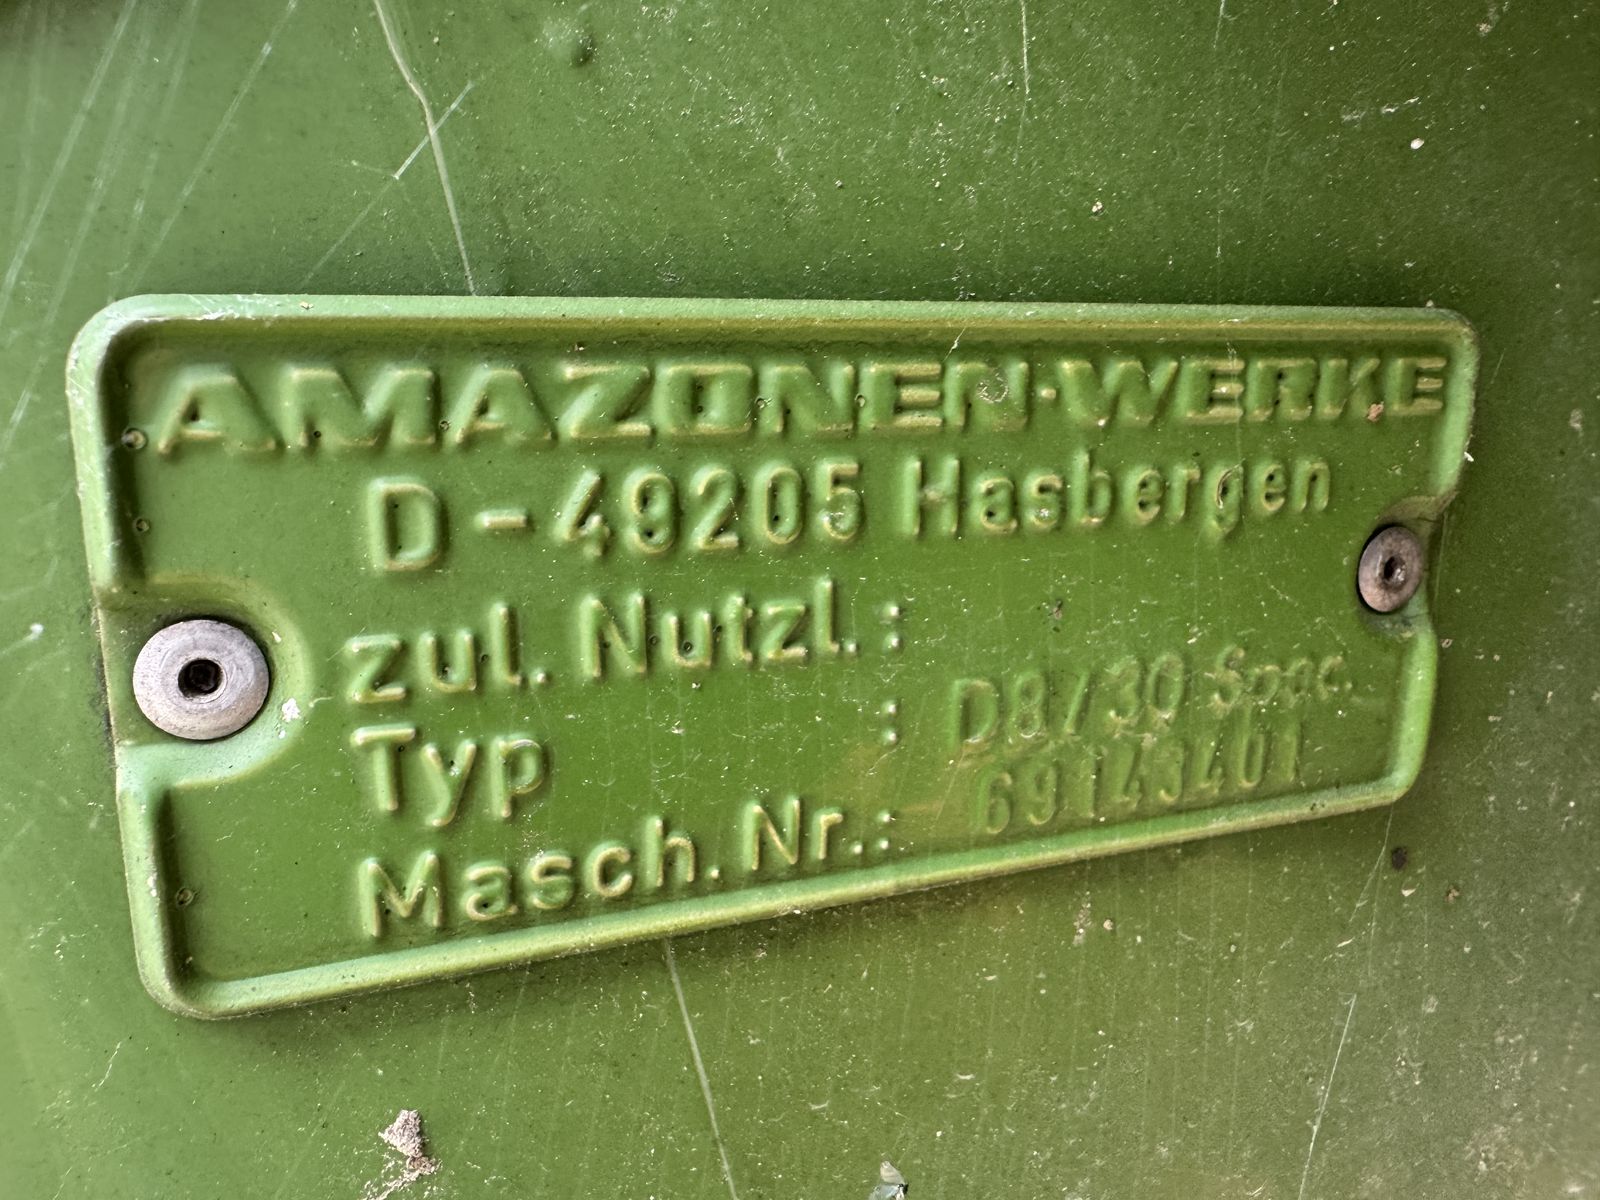 AMAZONEN-WERKE
D-49205 Hasbergen
zul. Nutzl. :
Typ : D8/30 Spec.
Masch. Nr.: 69143401